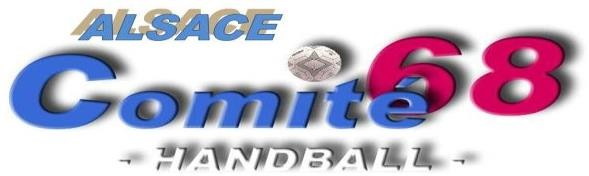 ALSACE
Comité 68
- HANDBALL -